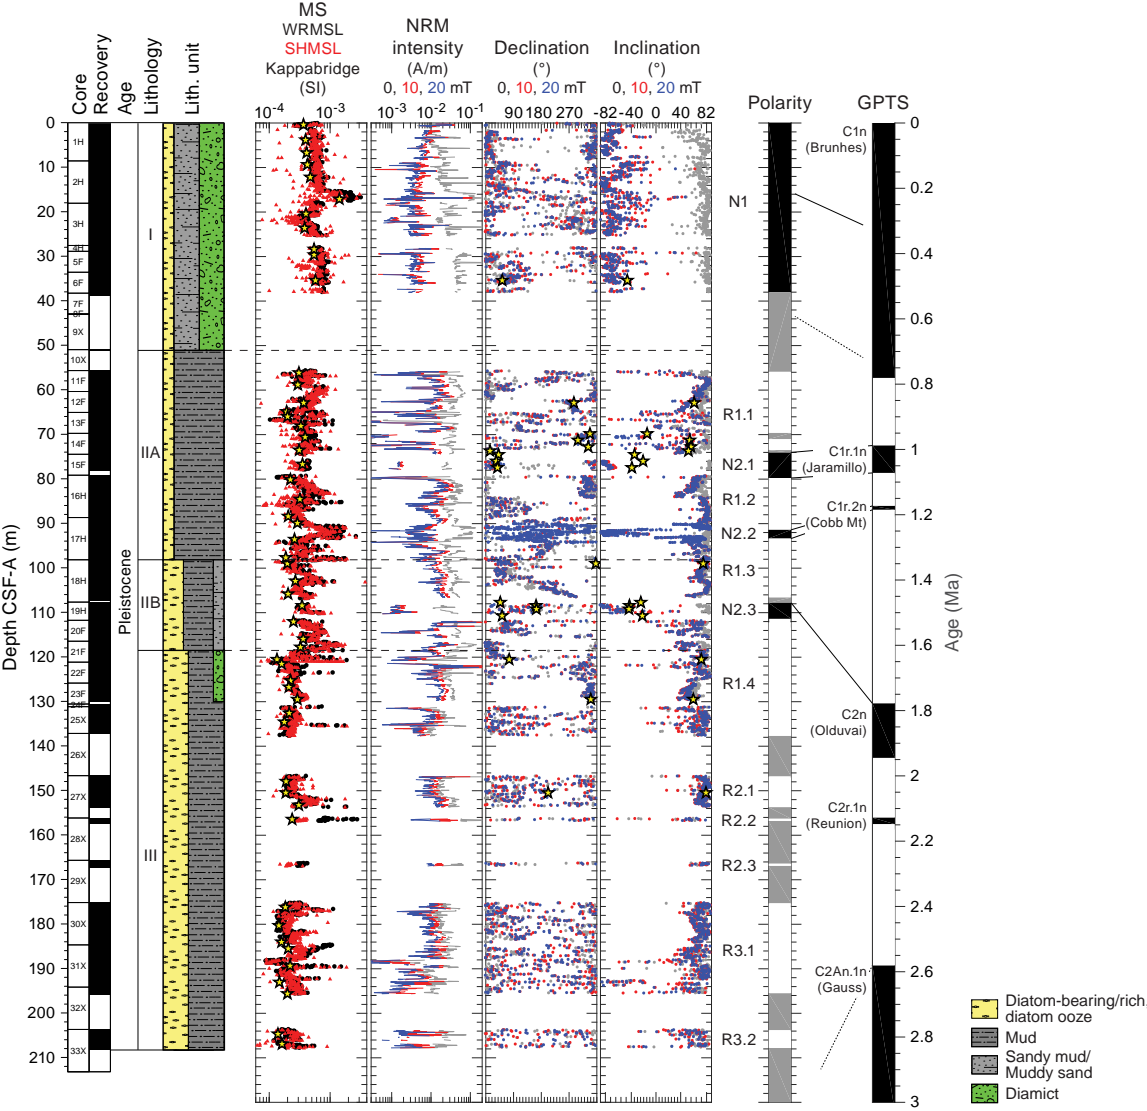 MS
WRMSL
SHMSL
Kappabridge
(SI)
NRM
intensity
(A/m)
0, 10, 20 mT
Declination
(°)
0, 10, 20 mT
Inclination
(°)
0, 10, 20 mT
Core
Recovery
Age
Lithology
Lith. unit
Polarity
GPTS
10-4 10-3
10-3 10-2 10-1
90 180 270
-82 -40 0 40 82
Depth CSF-A (m)
0
10
20
30
40
50
60
70
80
90
100
110
120
130
140
150
160
170
180
190
200
210
1H
2H
3H
4H
5F
6F
7F
8F
9X
10X
11F
12F
13F
14F
15F
16H
17H
18H
19H
20F
21F
22F
23F
24F
25X
26X
27X
28X
29X
30X
31X
32X
33X
Pleistocene
I
IIA
IIB
III
N1
R1.1
N2.1
R1.2
N2.2
R1.3
N2.3
R1.4
R2.1
R2.2
R2.3
R3.1
R3.2
C1n
(Brunhes)
C1r.1n
(Jaramillo)
C1r.2n
(Cobb Mt)
C2n
(Olduvai)
C2r.1n
(Reunion)
C2An.1n
(Gauss)
0
0.2
0.4
0.6
0.8
1
1.2
1.4
1.6
1.8
2
2.2
2.4
2.6
2.8
3
Age (Ma)
Diatom-bearing/rich
diatom ooze
Mud
Sandy mud/
Muddy sand
Diamict